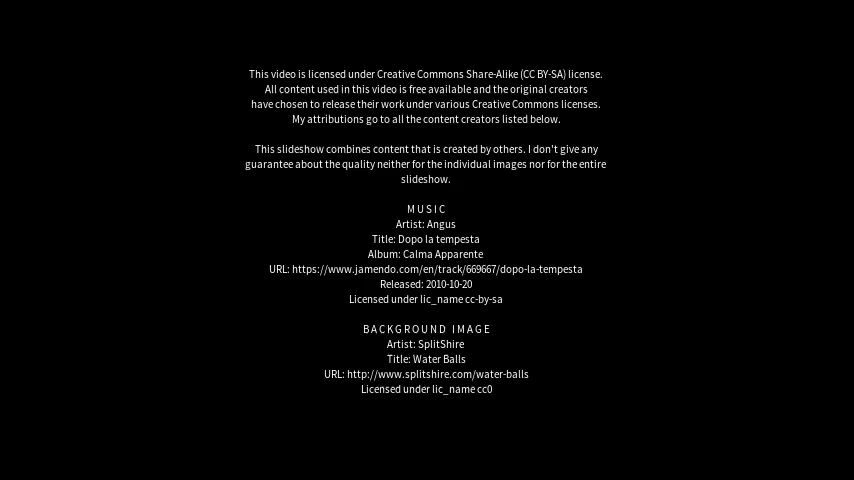 This video is licensed under Creative Commons Share-Alike (CC BY-SA) license.
All content used in this video is free available and the original creators
have chosen to release their work under various Creative Commons licenses.
My attributions go to all the content creators listed below.
This slideshow combines content that is created by others. I don't give any
guarantee about the quality neither for the individual images nor for the entire
slideshow.
MUSIC
Artist: Angus
Title: Dopo la tempesta
Album: Calma Apparente
URL: https://www.jamendo.com/en/track/669667/dopo-la-tempesta
Released: 2010-10-20
Licensed under lic_name cc-by-sa
BACKGROUND IMAGE
Artist: SplitShire
Title: Water Balls
URL: http://www.splitshire.com/water-balls
Licensed under lic_name cc0